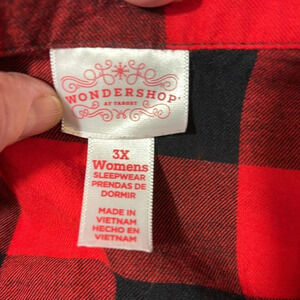 WONDERSHOP
AT TARGET
3X
Womens
SLEEPWEAR
PRENDAS DE
DORMIR
MADE IN
VIETNAM
HECHO EN
VIETNAM